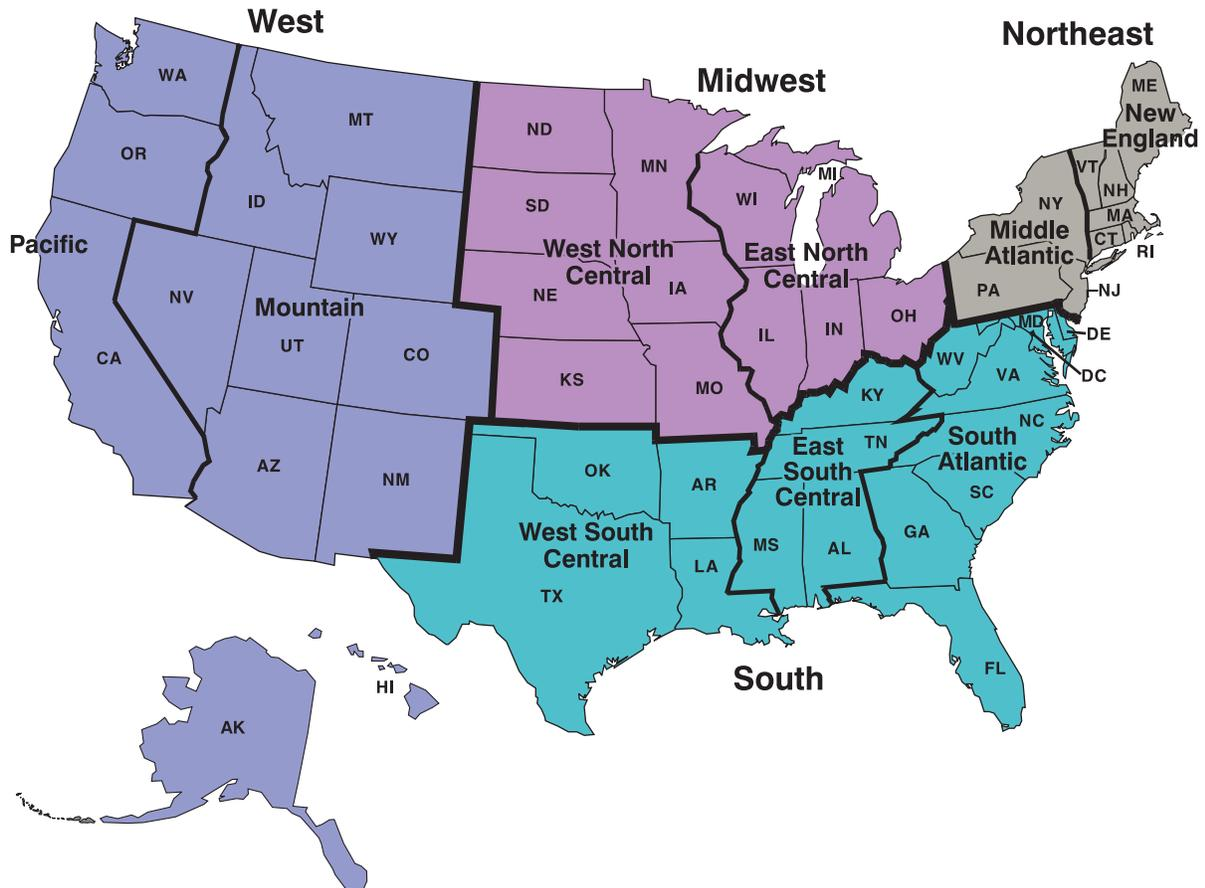 West
Northeast
Midwest
WA
ME
New
England
MT
ND
OR
MN
VT
MI
NH
ID
WI
SD
NY
MA
WY
Middle
Atlantic
CT
Pacific
West North
Central
East North
Central
RI
NV
NE
IA
PA
NJ
Mountain
OH
MD
IL
IN
DE
UT
CO
CA
WV
VA
DC
KS
MO
KY
NC
TN
East
South
Central
South
Atlantic
AZ
NM
OK
AR
SC
West South
Central
GA
MS
AL
LA
TX
FL
South
HI
AK